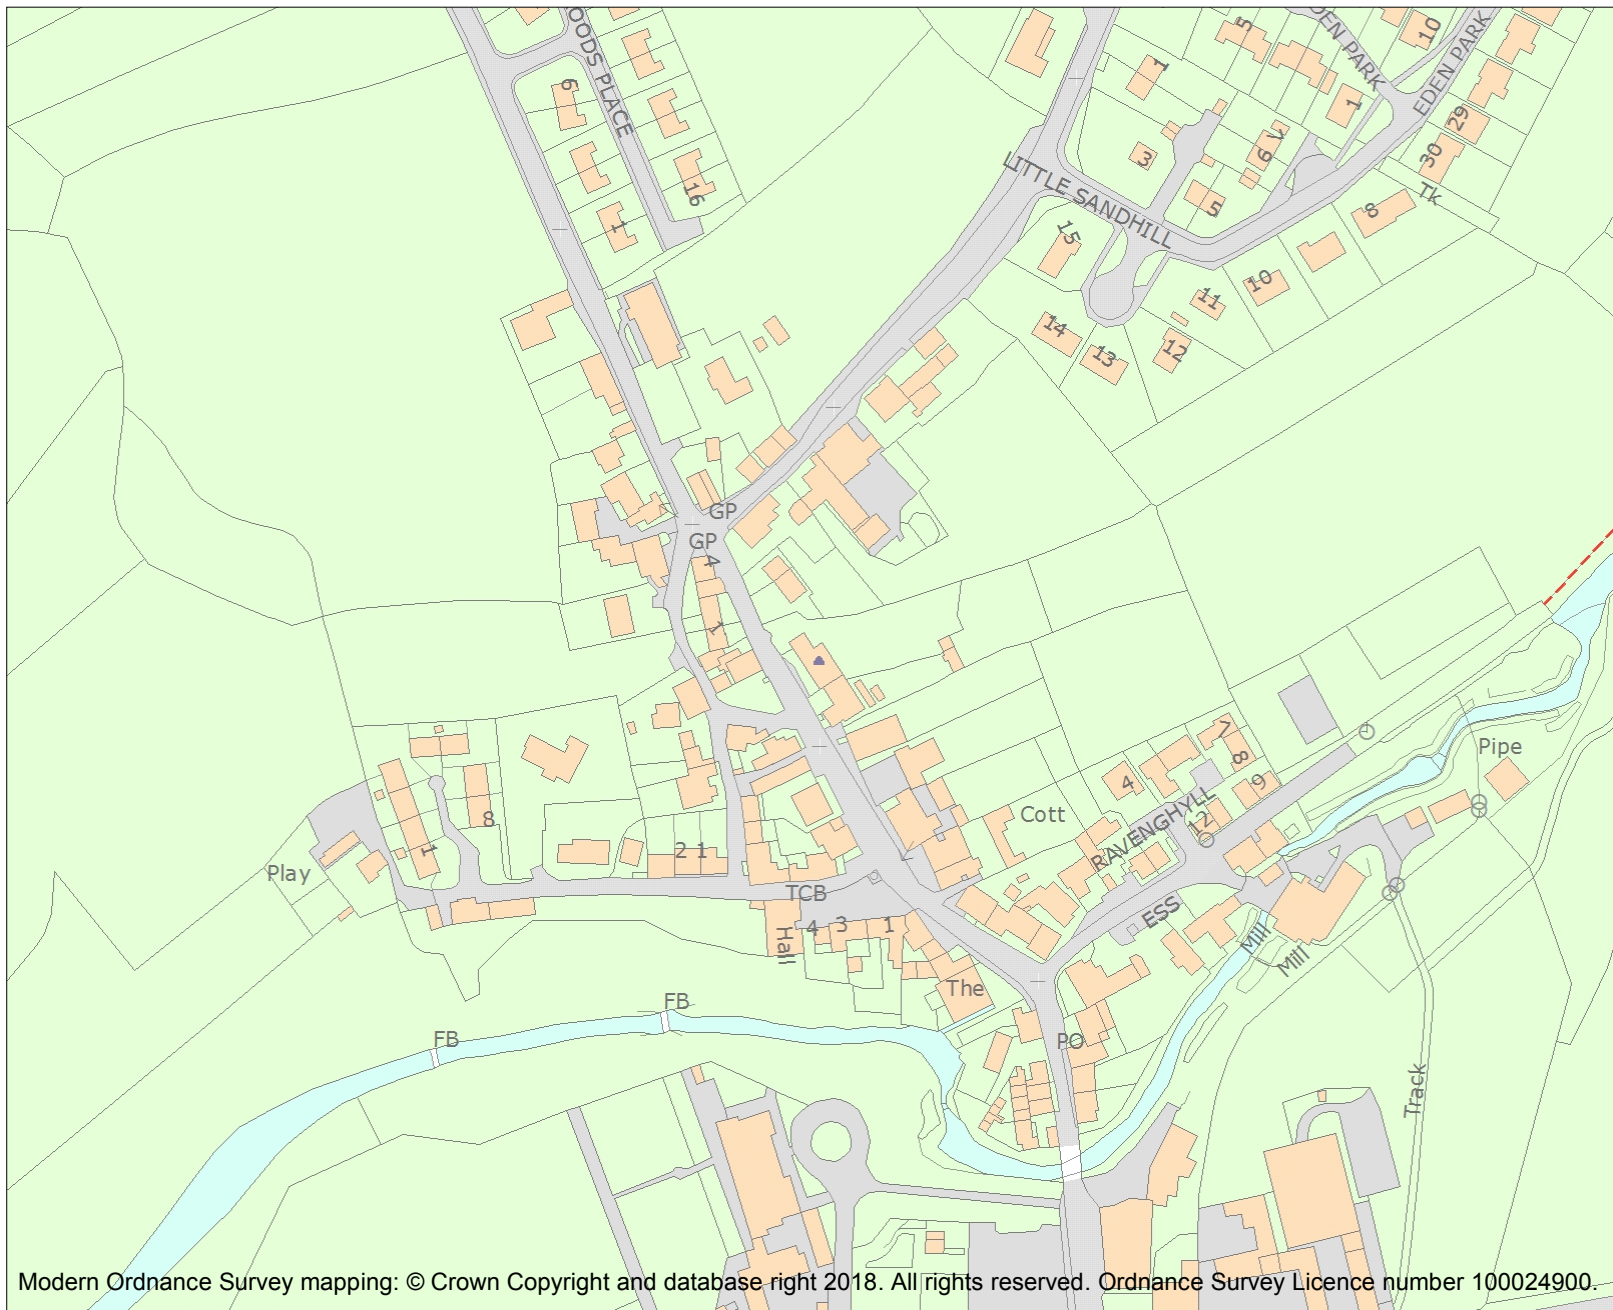 OODS PLACE
6
16
1
DEN PARK
EDEN PARK
5
10
1
1
29
30
3
6
5
LITTLE SANDHILL
Tk
8
15
10
11
14
13
12
GP
GP
4
1
Pipe
7
8
4
9
12
Cott
RAVENGHYLL
8
1
2 1
Play
TCB
4 3 1
Hall
ESS
Mill
Mill
The
FB
FB
PO
Track
Modern Ordnance Survey mapping: © Crown Copyright and database right 2018. All rights reserved. Ordnance Survey Licence number 100024900.